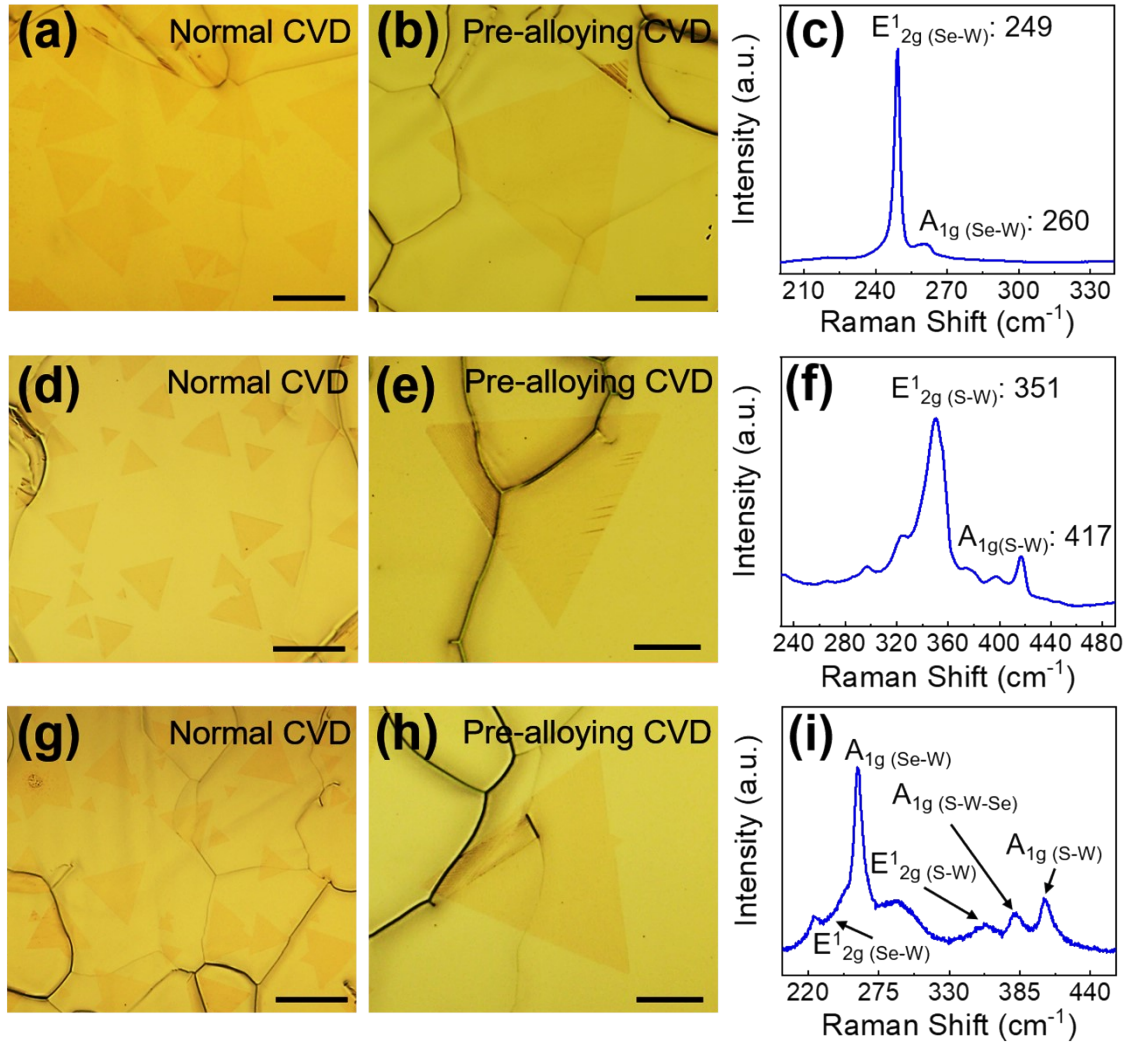 (a) Normal CVD
(b) Pre-alloying CVD
(c) E¹₂g (Se-W): 249
A₁g (Se-W): 260
Intensity (a.u.)
210 240 270 300 330
Raman Shift (cm⁻¹)
(d) Normal CVD
(e) Pre-alloying CVD
(f)
E¹₂g (S-W): 351
A₁g(S-W): 417
Intensity (a.u.)
240 280 320 360 400 440 480
Raman Shift (cm⁻¹)
(g) Normal CVD
(h) Pre-alloying CVD
(i)
A₁g (Se-W)
A₁g (S-W-Se)
A₁g (S-W)
E¹₂g (S-W)
E¹₂g (Se-W)
Intensity (a.u.)
220 275 330 385 440
Raman Shift (cm⁻¹)